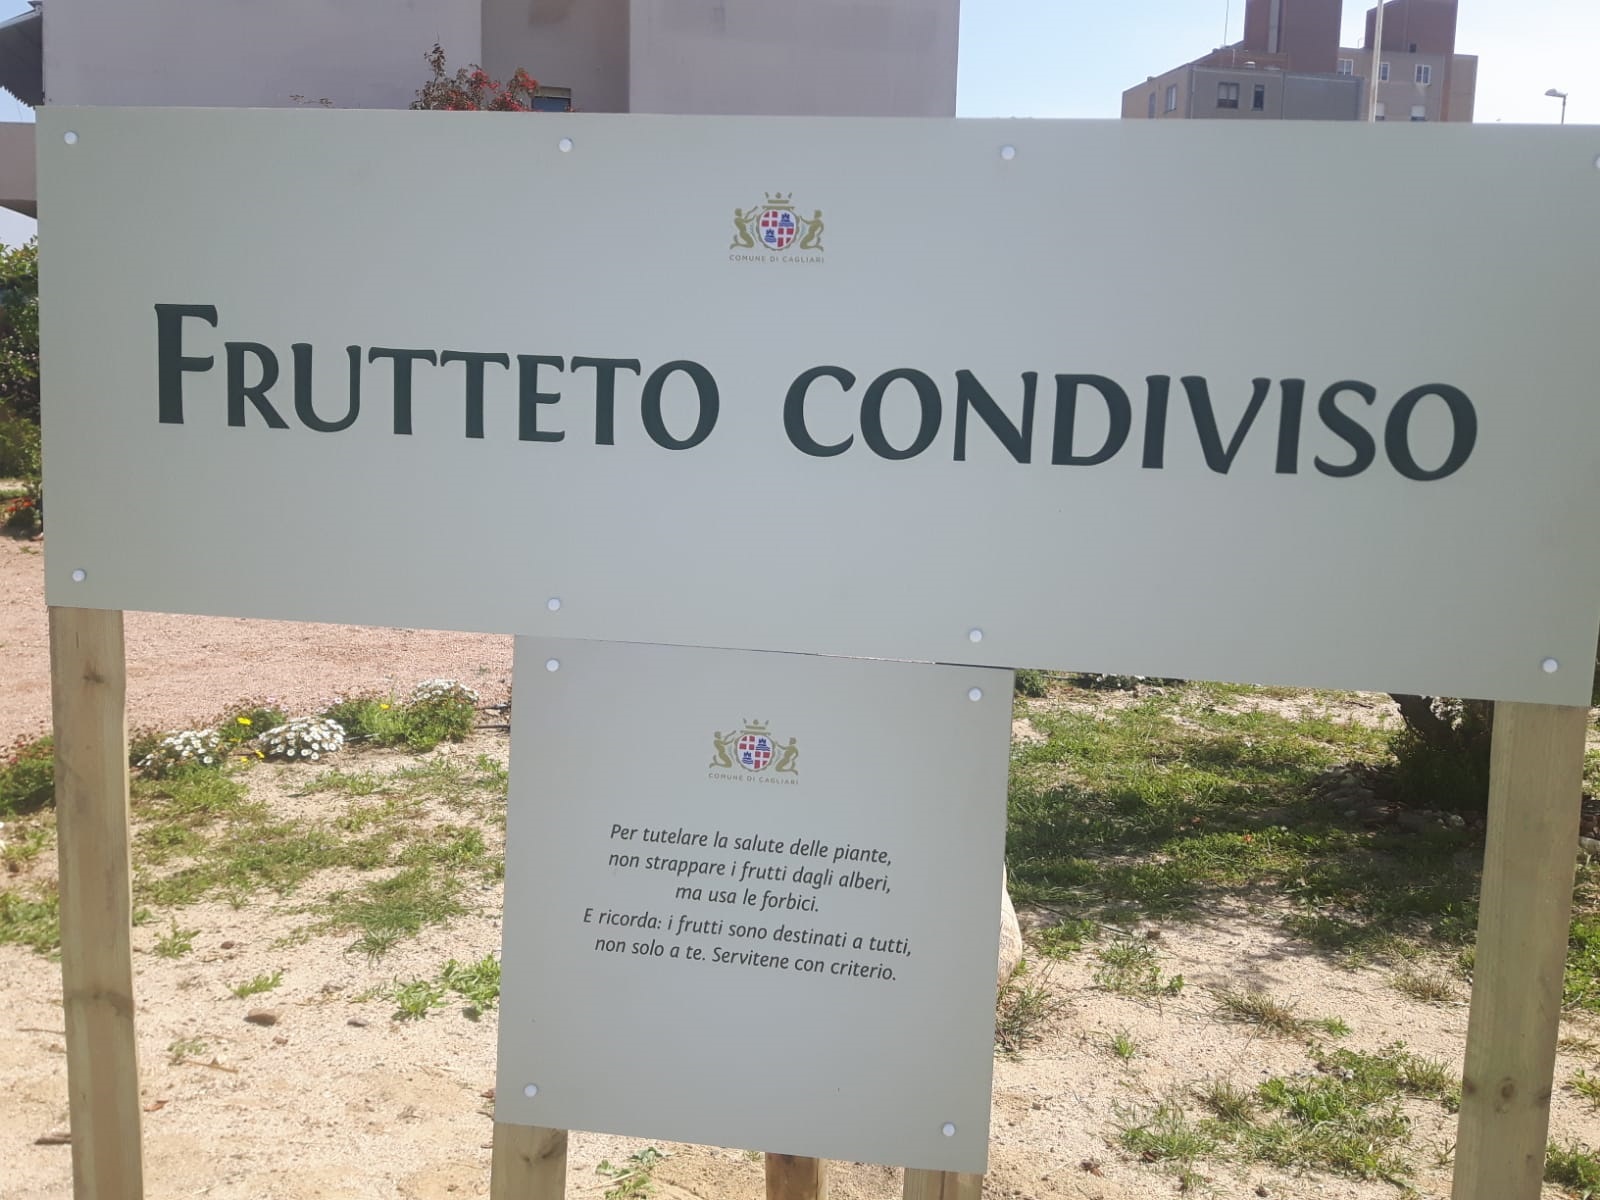 COMUNE DI CAGLIARI
FRUTTETO CONDIVISO
COMUNE DI CAGLIARI
Per tutelare la salute delle piante,
non strappare i frutti dagli alberi,
ma usa le forbici.
E ricorda: i frutti sono destinati a tutti,
non solo a te. Servitene con criterio.